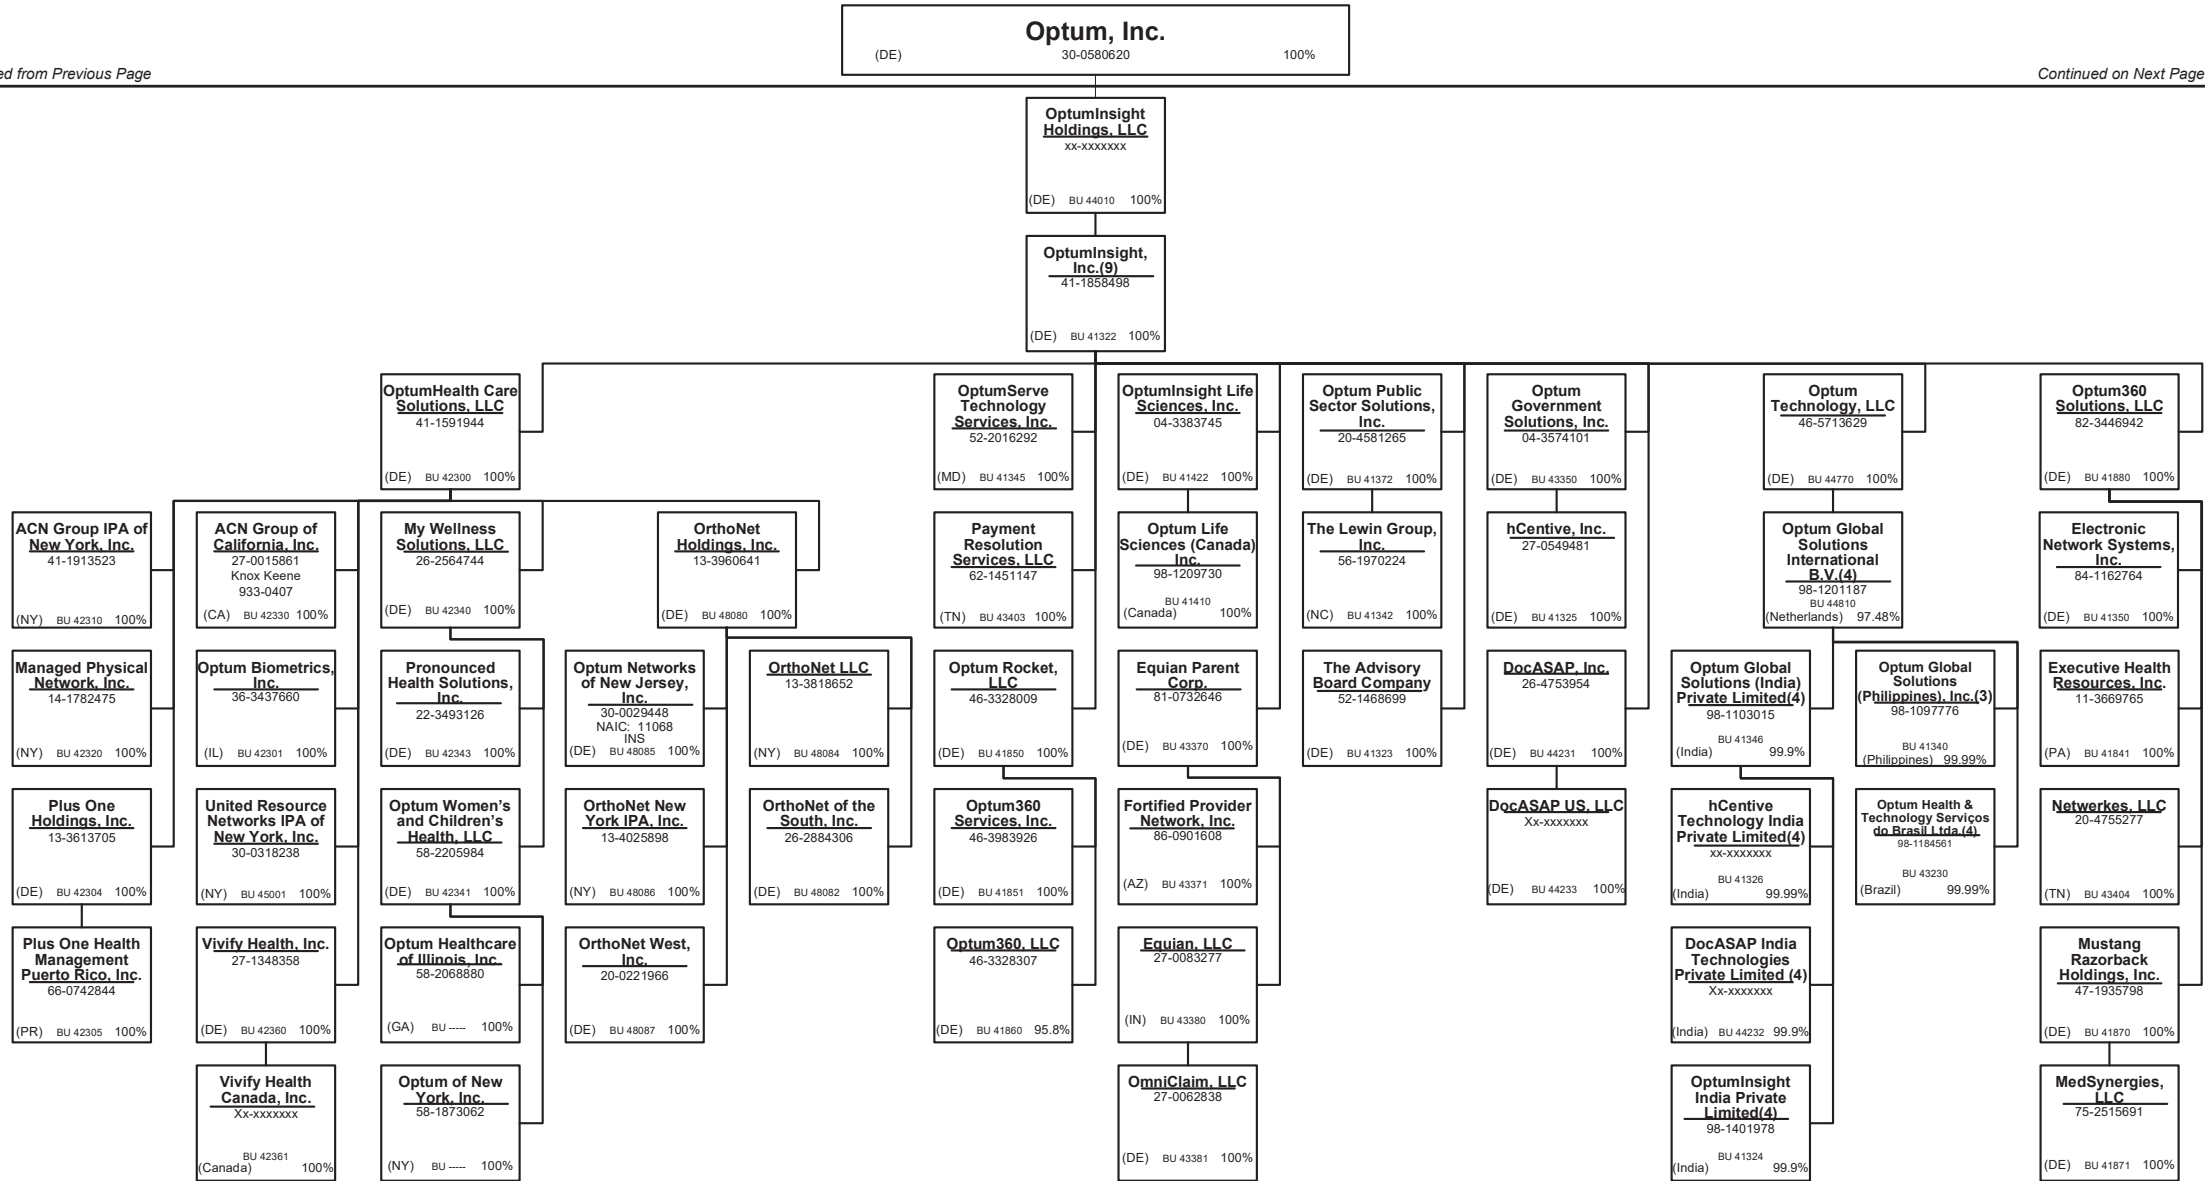 Optum, Inc.
(DE) 30-0580620 100%
ed from Previous Page
Continued on Next Page
OptumInsight
Holdings, LLC
xx-xxxxxxx
(DE) BU 44010 100%
OptumInsight,
Inc.(9)
41-1858498
(DE) BU 41322 100%
OptumHealth Care
Solutions, LLC
41-1591944
(DE) BU 42300 100%
OptumServe
Technology
Services, Inc.
52-2016292
(MD) BU 41345 100%
OptumInsight Life
Sciences, Inc.
04-3383745
(DE) BU 41422 100%
Optum Public
Sector Solutions,
Inc.
20-4581265
(DE) BU 41372 100%
Optum
Government
Solutions, Inc.
04-3574101
(DE) BU 43350 100%
Optum
Technology, LLC
46-5713629
(DE) BU 44770 100%
Optum360
Solutions, LLC
82-3446942
(DE) BU 41880 100%
ACN Group IPA of
New York, Inc.
41-1913523
(NY) BU 42310 100%
ACN Group of
California, Inc.
27-0015861
Knox Keene
933-0407
(CA) BU 42330 100%
My Wellness
Solutions, LLC
26-2564744
(DE) BU 42340 100%
OrthoNet
Holdings, Inc.
13-3960641
(DE) BU 48080 100%
Payment
Resolution
Services, LLC
62-1451147
(TN) BU 43403 100%
Optum Life
Sciences (Canada)
Inc.
98-1209730
BU 41410
(Canada) 100%
The Lewin Group,
Inc.
56-1970224
(NC) BU 41342 100%
hCentive, Inc.
27-0549481
(DE) BU 41325 100%
Optum Global
Solutions
International
B.V.(4)
98-1201187
BU 44810
(Netherlands) 97.48%
Electronic
Network Systems,
Inc.
84-1162764
(DE) BU 41350 100%
Managed Physical
Network, Inc.
14-1782475
(NY) BU 42320 100%
Optum Biometrics,
Inc.
36-3437660
(IL) BU 42301 100%
Pronounced
Health Solutions,
Inc.
22-3493126
(DE) BU 42343 100%
Optum Networks
of New Jersey,
Inc.
30-0029448
NAIC: 11068
INS
(DE) BU 48085 100%
OrthoNet LLC
13-3818652
(NY) BU 48084 100%
Optum Rocket,
LLC
46-3328009
(DE) BU 41850 100%
Equian Parent
Corp.
81-0732646
(DE) BU 43370 100%
The Advisory
Board Company
52-1468699
(DE) BU 41323 100%
DocASAP, Inc.
26-4753954
(DE) BU 44231 100%
Optum Global
Solutions (India)
Private Limited(4)
98-1103015
BU 41346
(India) 99.9%
Optum Global
Solutions
(Philippines), Inc.(3)
98-1097776
BU 41340
(Philippines) 99.99%
Executive Health
Resources, Inc.
11-3669765
(PA) BU 41841 100%
Plus One
Holdings, Inc.
13-3613705
(DE) BU 42304 100%
United Resource
Networks IPA of
New York, Inc.
30-0318238
(NY) BU 45001 100%
Optum Women's
and Children's
Health, LLC
58-2205984
(DE) BU 42341 100%
OrthoNet New
York IPA, Inc.
13-4025898
(NY) BU 48086 100%
OrthoNet of the
South, Inc.
26-2884306
(DE) BU 48082 100%
Optum360
Services, Inc.
46-3983926
(DE) BU 41851 100%
Fortified Provider
Network, Inc.
86-0901608
(AZ) BU 43371 100%
DocASAP US, LLC
Xx-xxxxxxx
(DE) BU 44233 100%
hCentive
Technology India
Private Limited(4)
xx-xxxxxxx
BU 41326
(India) 99.99%
Optum Health &
Technology Serviços
do Brasil Ltda.(4)
98-1184561
BU 43230
(Brazil) 99.99%
Netwerkes, LLC
20-4755277
(TN) BU 43404 100%
Plus One Health
Management
Puerto Rico, Inc.
66-0742844
(PR) BU 42305 100%
Vivify Health, Inc.
27-1348358
(DE) BU 42360 100%
Optum Healthcare
of Illinois, Inc.
58-2068880
(GA) BU ----- 100%
OrthoNet West,
Inc.
20-0221966
(DE) BU 48087 100%
Optum360, LLC
46-3328307
(DE) BU 41860 95.8%
Equian, LLC
27-0083277
(IN) BU 43380 100%
DocASAP India
Technologies
Private Limited (4)
Xx-xxxxxxx
(India) BU 44232 99.9%
Mustang
Razorback
Holdings, Inc.
47-1935798
(DE) BU 41870 100%
Vivify Health
Canada, Inc.
Xx-xxxxxxx
BU 42361
(Canada) 100%
Optum of New
York, Inc.
58-1873062
(NY) BU ----- 100%
OmniClaim, LLC
27-0062838
(DE) BU 43381 100%
OptumInsight
India Private
Limited(4)
98-1401978
BU 41324
(India) 99.9%
MedSynergies,
LLC
75-2515691
(DE) BU 41871 100%